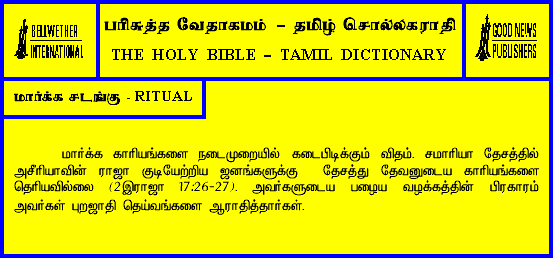 BELLWETHER
INTERNATIONAL
பரிசுத்த வேதாகமம் – தமிழ் சொல்லகராதி
THE HOLY BIBLE – TAMIL DICTIONARY
GOOD NEWS
PUBLISHERS
மார்க்க சடங்கு - RITUAL
மார்க்க காரியங்களை நடைமுறையில் கடைபிடிக்கும் விதம். சமாரியா தேசத்தில்
அசீரியாவின் ராஜா குடியேற்றிய ஜனங்களுக்கு தேசத்து தேவனுடைய காரியங்களை
தெரியவில்லை (2இராஜா 17:26-27). அவர்களுடைய பழைய வழக்கத்தின் பிரகாரம்
அவர்கள் புறஜாதி தெய்வங்களை ஆராதித்தார்கள்.